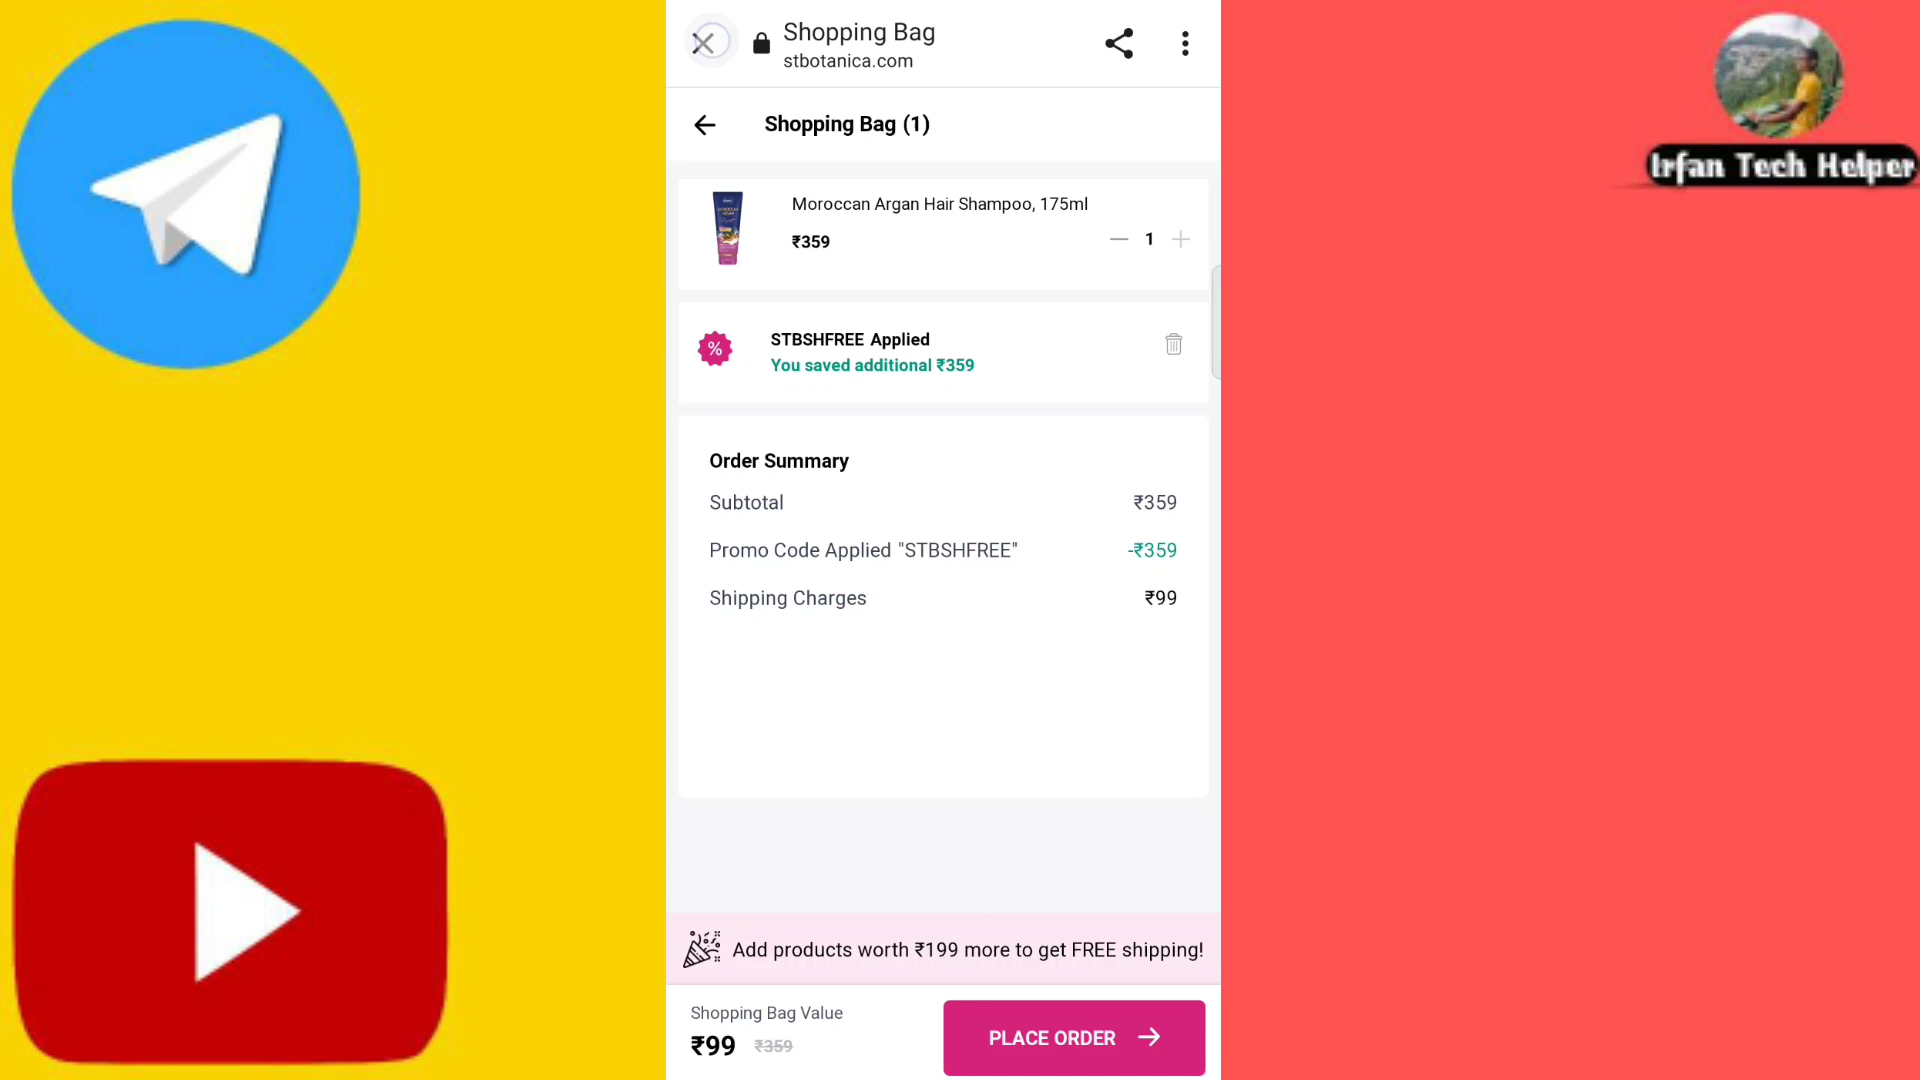 Shopping Bag
stbotanica.com
Shopping Bag (1)
Moroccan Argan Hair Shampoo, 175ml
₹359
1
STBSHFREE Applied
You saved additional ₹359
Order Summary
Subtotal ₹359
Promo Code Applied "STBSHFREE" -₹359
Shipping Charges ₹99
Add products worth ₹199 more to get FREE shipping!
Shopping Bag Value
₹99 ₹359
PLACE ORDER
Irfan Tech Helper